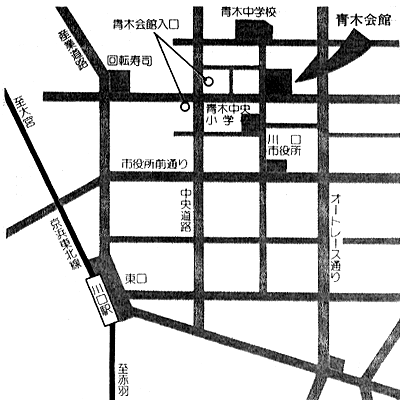 青木中学校
青木会館入口
青木会館
産業道路
回転寿司
至大宮
青木中央
小学
川口
市役所
市役所前通り
中央道路
オートレース通り
京浜東北線
東口
川口駅
至赤羽